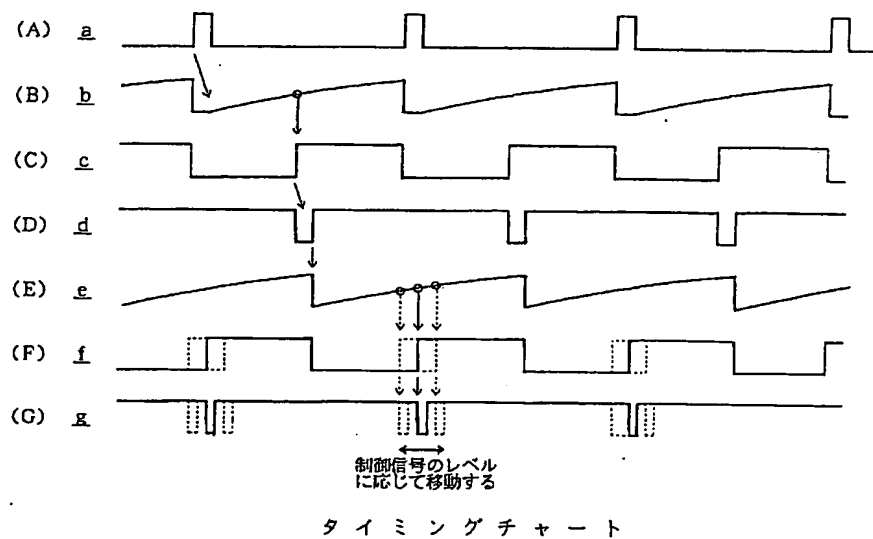 (A) a
(B) b
(C) c
(D) d
(E) e
(F) f
(G) g
制御信号のレベル
に応じて移動する
タイミングチャート